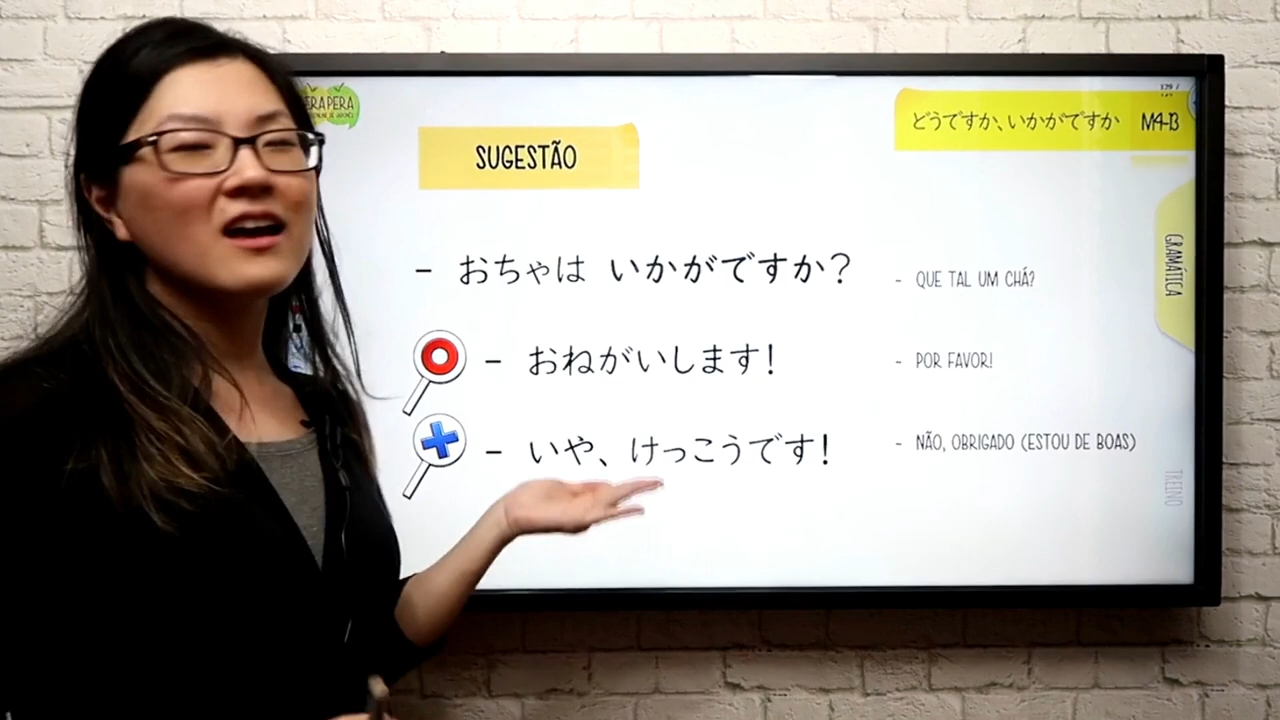 ERAPERA
どうですか、いかがですか M4-13
SUGESTÃO
GRAMÁTICA
- おちゃは いかがですか?
- QUE TAL UM CHÁ?
- おねがいします!
- POR FAVOR!
- いや、けっこうです!
- NÃO, OBRIGADO (ESTOU DE BOAS)
TREINO